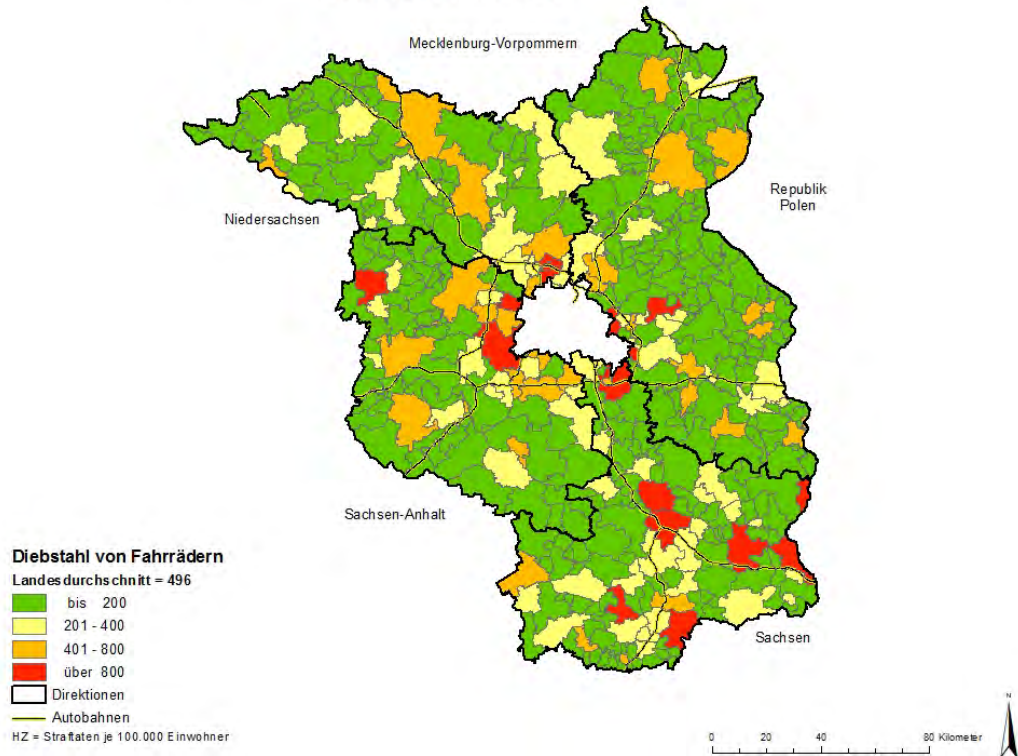 Mecklenburg-Vorpommern
Republik
Polen
Niedersachsen
Sachsen-Anhalt
Sachsen
Diebstahl von Fahrrädern
Landesdurchschnitt = 496
bis 200
201 - 400
401 - 800
über 800
Direktionen
Autobahnen
HZ = Straftaten je 100.000 Einwohner
N
0 20 40 80 Kilometer